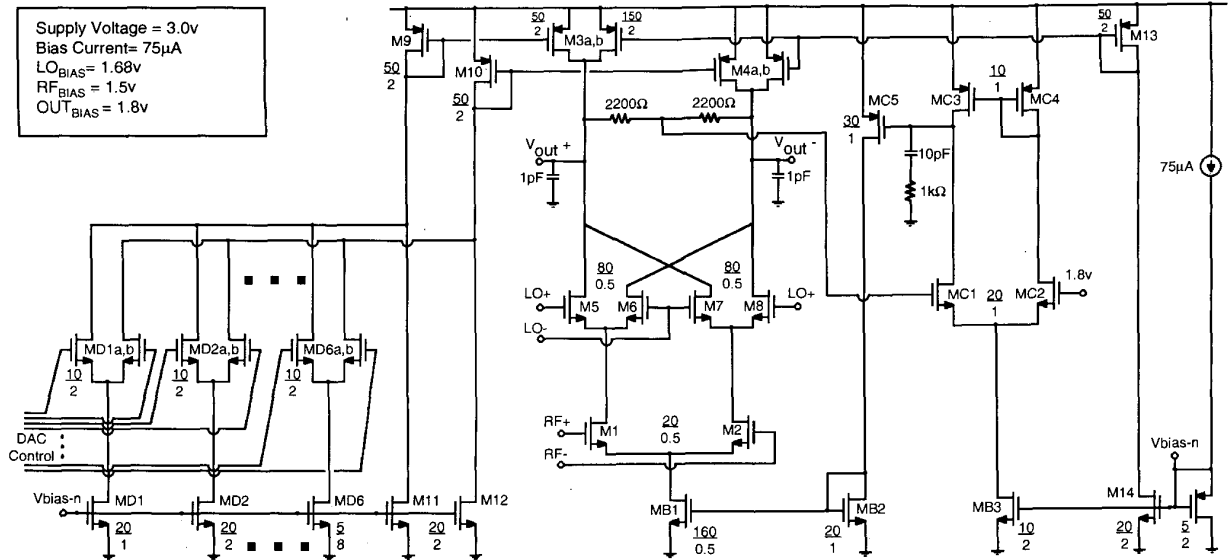 Supply Voltage = 3.0v
Bias Current= 75µA
LOBIAS= 1.68v
RFBIAS= 1.5v
OUTBIAS= 1.8v
M9
50
2
M10
50
2
50
2
M3a,b
150
2
M4a,b
2200Ω
2200Ω
Vout+
1pF
Vout-
1pF
MC5
30
1
MC3
10
1
MC4
50
2
M13
10pF
1kΩ
75µA
MD1a,b
10
2
MD2a,b
MD6a,b
10
2
80
0.5
80
0.5
LO+
M5
M6
M7
M8
LO+
LO-
MC1
20
1
MC2
1.8v
RF+
M1
20
0.5
M2
RF-
DAC
Control
Vbias-n
MD1
20
1
MD2
20
2
MD6
5
8
M11
20
2
M12
MB1
160
0.5
MB2
20
1
MB3
10
2
M14
20
2
Vbias-n
5
2